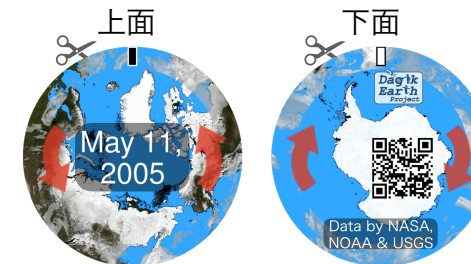 上面
下面
May 11,
2005
Dagik
Earth
Project
Data by NASA,
NOAA & USGS